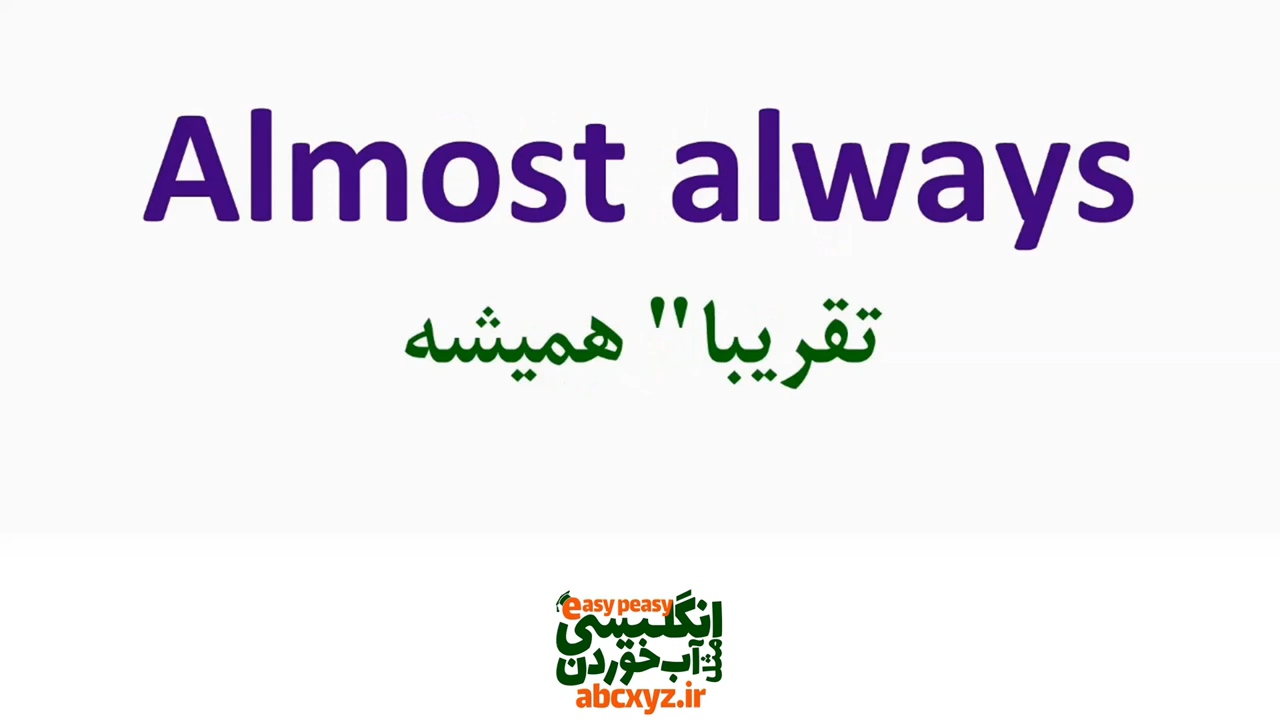 Almost always
تقریبا" همیشه
easy peasy
انگلیسی
مثل آب خوردن
abcxyz.ir